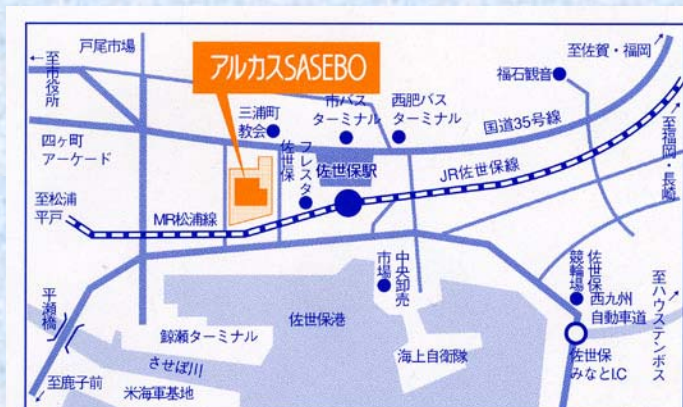 戸尾市場
至市役所
アルカスSASEBO
至佐賀・福岡
福石観音
三浦町
教会
市バス
ターミナル
西肥バス
ターミナル
国道35号線
至福岡・長崎
四ヶ町
アーケード
佐世保
フレスタ
佐世保駅
JR佐世保線
至松浦
平戸
MR松浦線
中央卸売
市場
佐世保
競輪場
西九州
自動車道
至ハウステンボス
平瀬橋
鯨瀬ターミナル
佐世保港
させぼ川
海上自衛隊
佐世保
みなとI.C
至鹿子前
米海軍基地